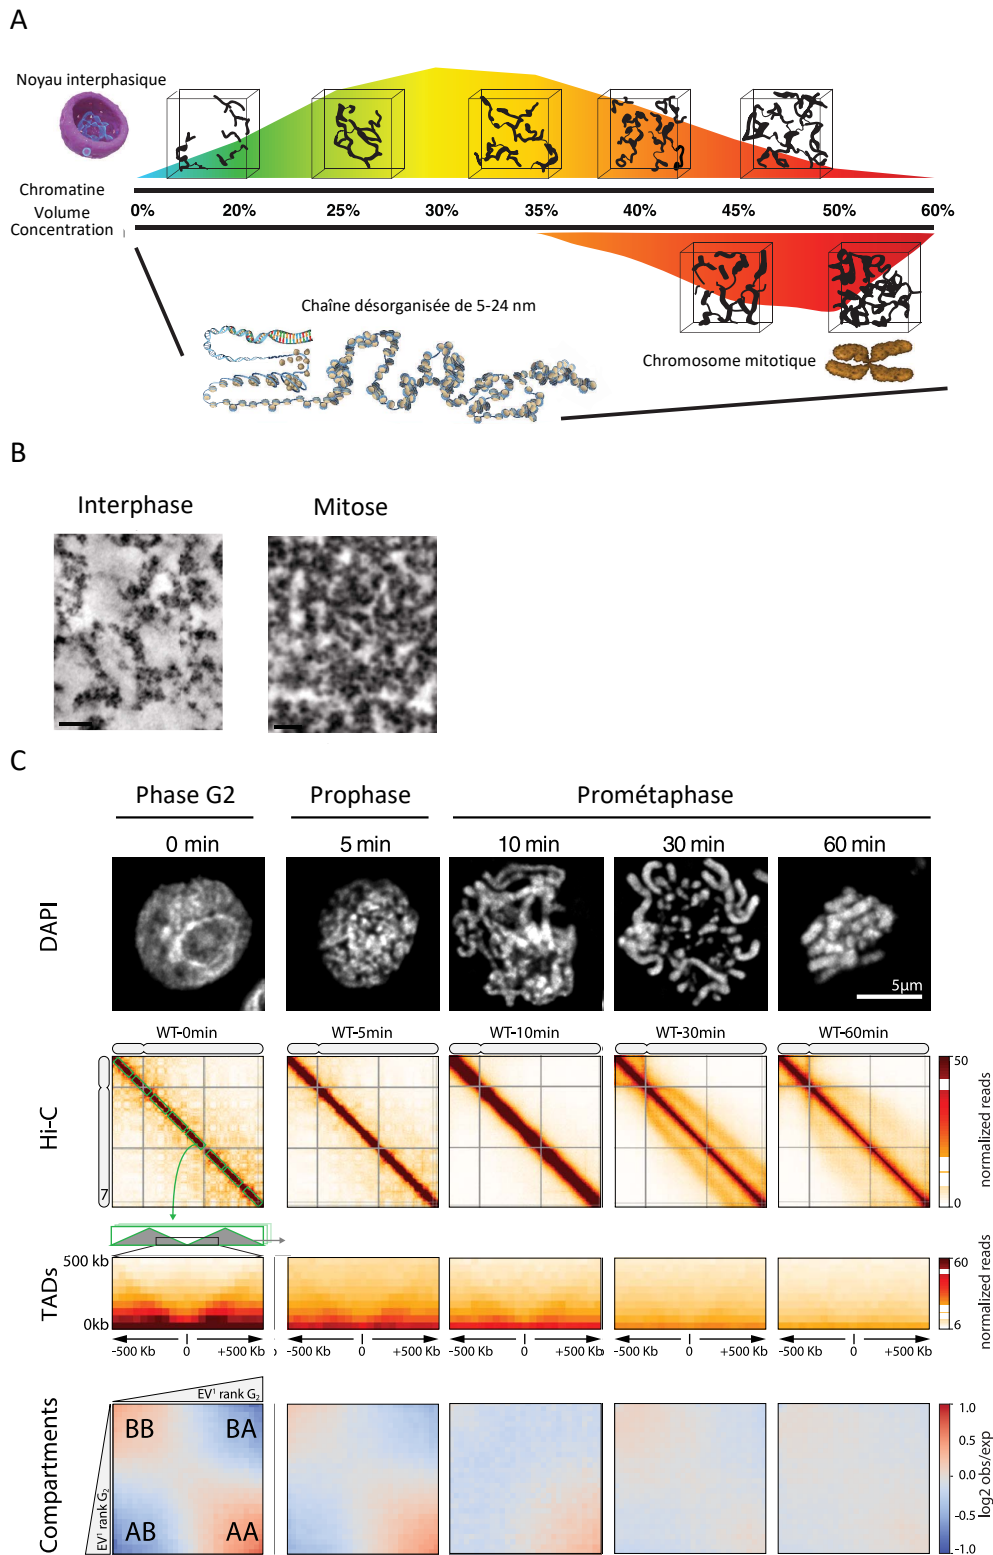 A
Noyau interphasique
Chromatine
Volume
Concentration
0% 20% 25% 30% 35% 40% 45% 50% 60%
Chaîne désorganisée de 5-24 nm
Chromosome mitotique
B
Interphase Mitose
C
Phase G2 Prophase Prométaphase
0 min 5 min 10 min 30 min 60 min
DAPI
5µm
WT-0min WT-5min WT-10min WT-30min WT-60min
Hi-C
7
50
normalized reads
0
TADs
500 kb
0kb
60
normalized reads
6
-500 Kb 0 +500 Kb -500 Kb 0 +500 Kb -500 Kb 0 +500 Kb -500 Kb 0 +500 Kb -500 Kb 0 +500 Kb
Compartments
EV¹ rank G₂
EV¹ rank G₂
BB BA
AB AA
1.0
0.5
0.0
-0.5
-1.0
log2 obs/exp